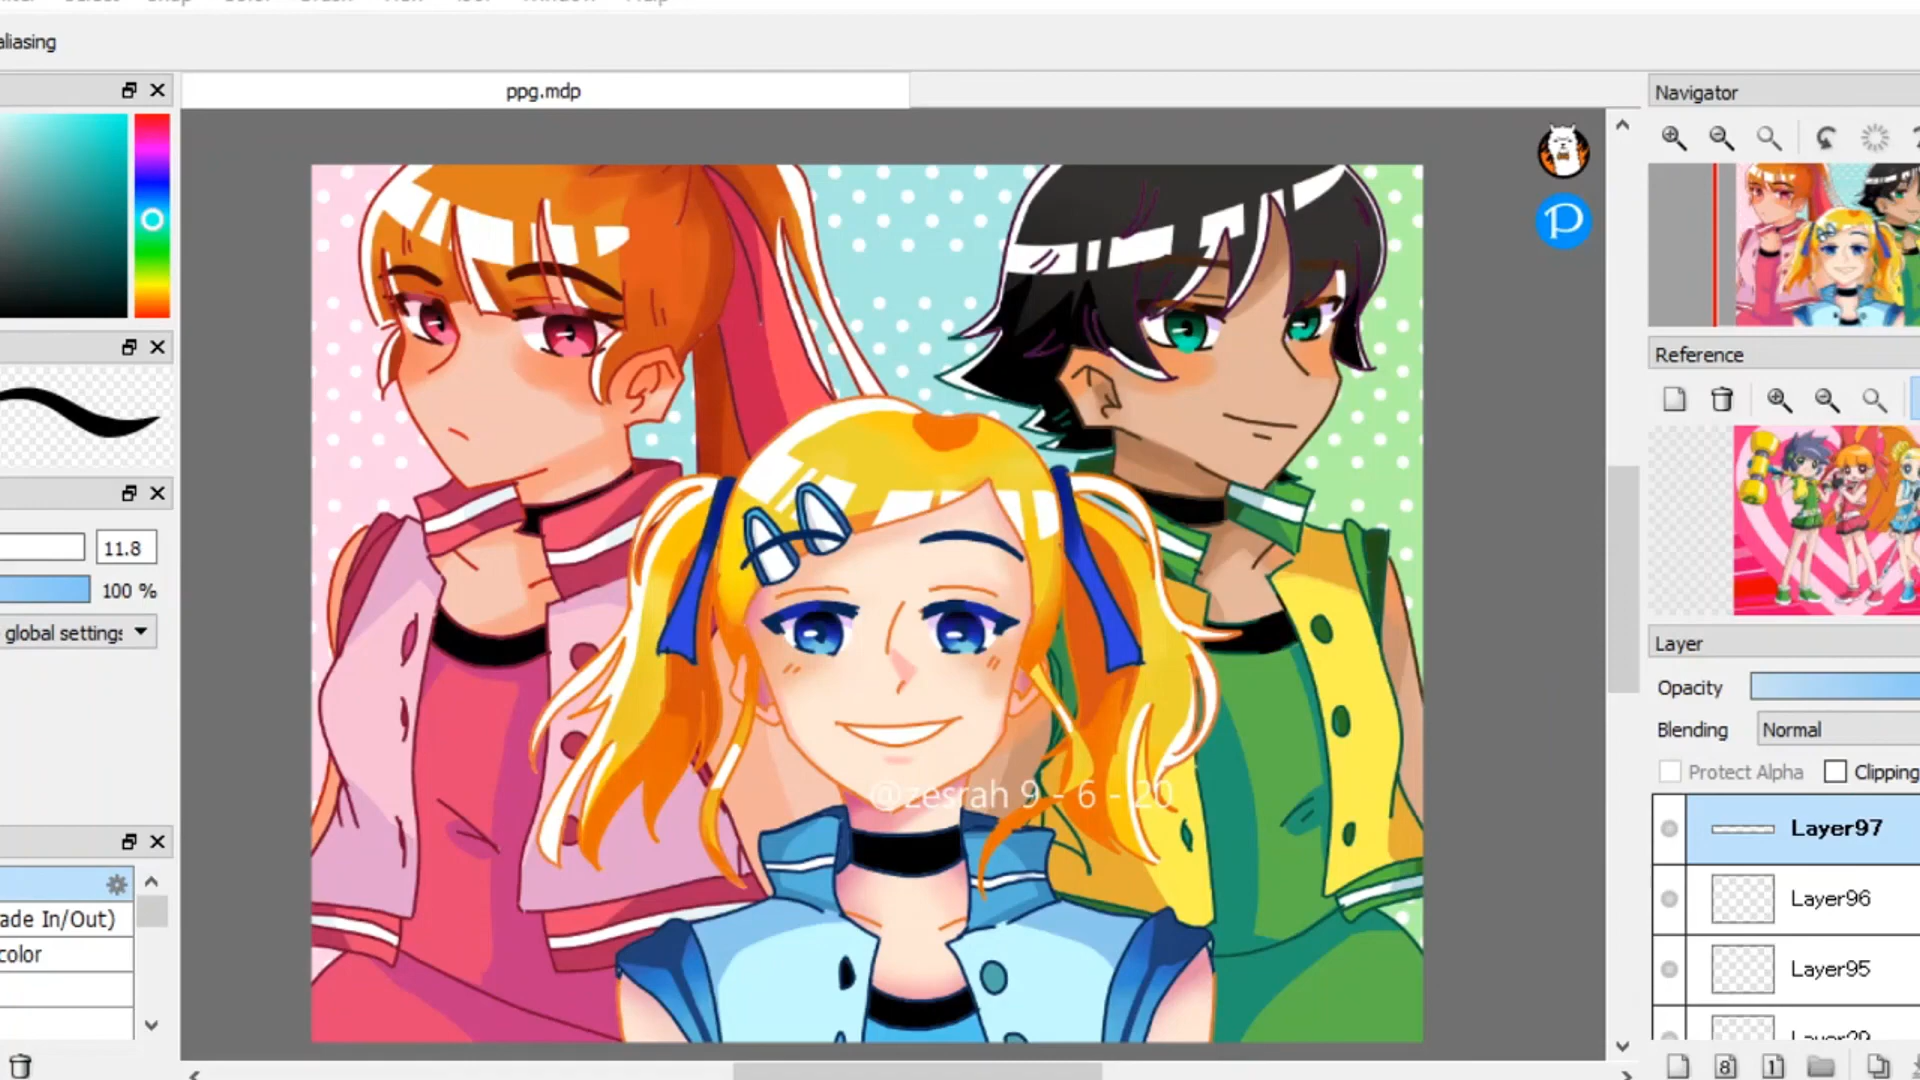 aliasing
ppg.mdp
Navigator
Reference
11.8
100 %
global settings
Layer
Opacity
Blending Normal
Protect Alpha Clipping
@zesrah 9 - 6 - 20
Layer97
ade In/Out)
Layer96
color
Layer95